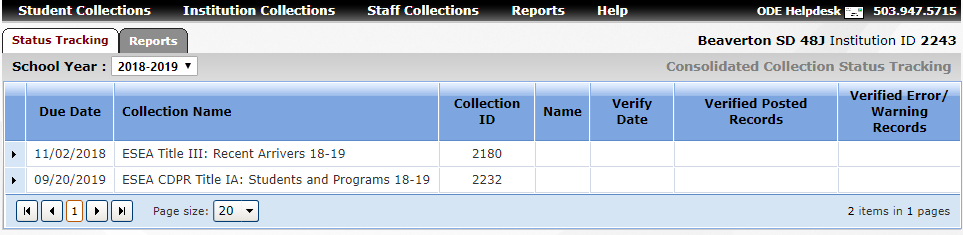 Student Collections Institution Collections Staff Collections Reports Help ODE Helpdesk 503.947.5715
Status Tracking Reports Beaverton SD 48J Institution ID 2243
School Year : 2018-2019 Consolidated Collection Status Tracking
Due Date Collection Name Collection ID Name Verify Date Verified Posted Records Verified Error/ Warning Records
11/02/2018 ESEA Title III: Recent Arrivers 18-19 2180
09/20/2019 ESEA CDPR Title IA: Students and Programs 18-19 2232
1 Page size: 20 2 items in 1 pages